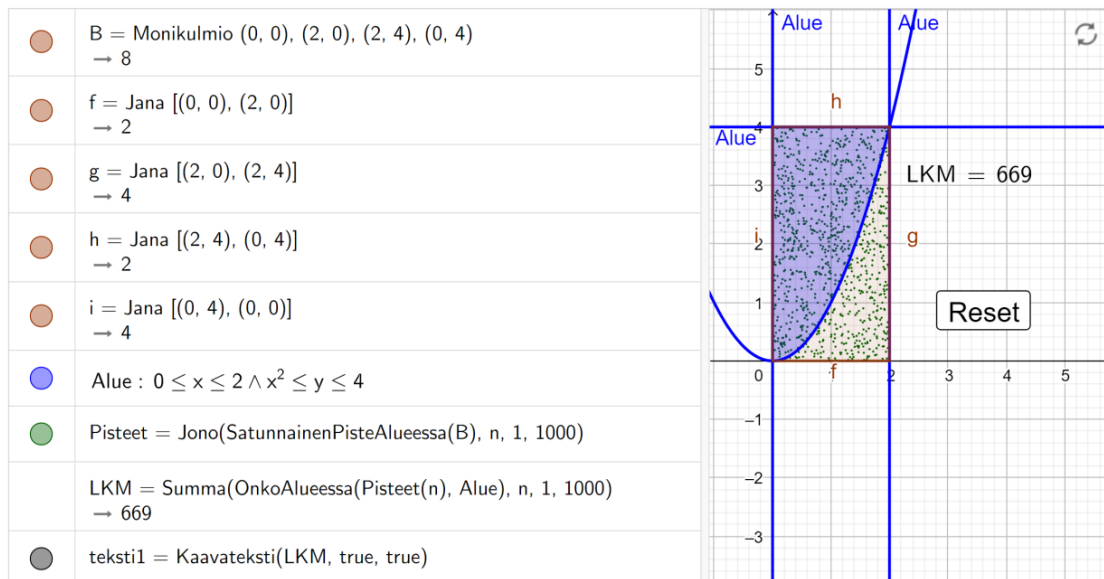 B = Monikulmio (0, 0), (2, 0), (2, 4), (0, 4)
→ 8
f = Jana [(0, 0), (2, 0)]
→ 2
g = Jana [(2, 0), (2, 4)]
→ 4
h = Jana [(2, 4), (0, 4)]
→ 2
i = Jana [(0, 4), (0, 0)]
→ 4
Alue : 0 ≤ x ≤ 2 ∧ x² ≤ y ≤ 4
Pisteet = Jono(SatunnainenPisteAlueessa(B), n, 1, 1000)
LKM = Summa(OnkoAlueessa(Pisteet(n), Alue), n, 1, 1000)
→ 669
teksti1 = Kaavateksti(LKM, true, true)
Alue
Alue
5
h
4
Alue
LKM = 669
3
i
2
g
1
Reset
0
f
2
3
4
5
−1
−2
−3